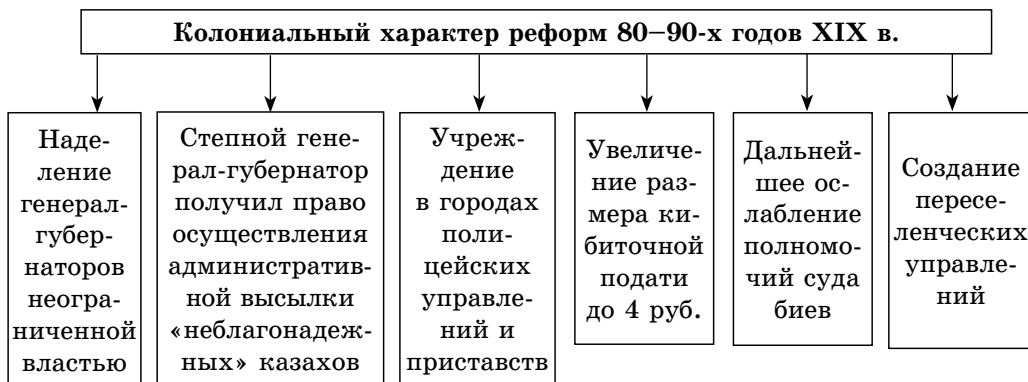 Колониальный характер реформ 80–90-х годов XIX в.
Наде-
ление
генерал-
губер-
наторов
неогра-
ниченной
властью
Степной гене-
рал-губернатор
получил право
осуществления
административ-
ной высылки
«неблагонадеж-
ных» казахов
Учреж-
дение
в городах
поли-
цейских
управле-
ний и
приставств
Увеличе-
ние раз-
мера ки-
биточной
подати
до 4 руб.
Дальней-
шее ос-
лабление
полномо-
чий суда
биев
Создание
пересе-
ленческих
управле-
ний